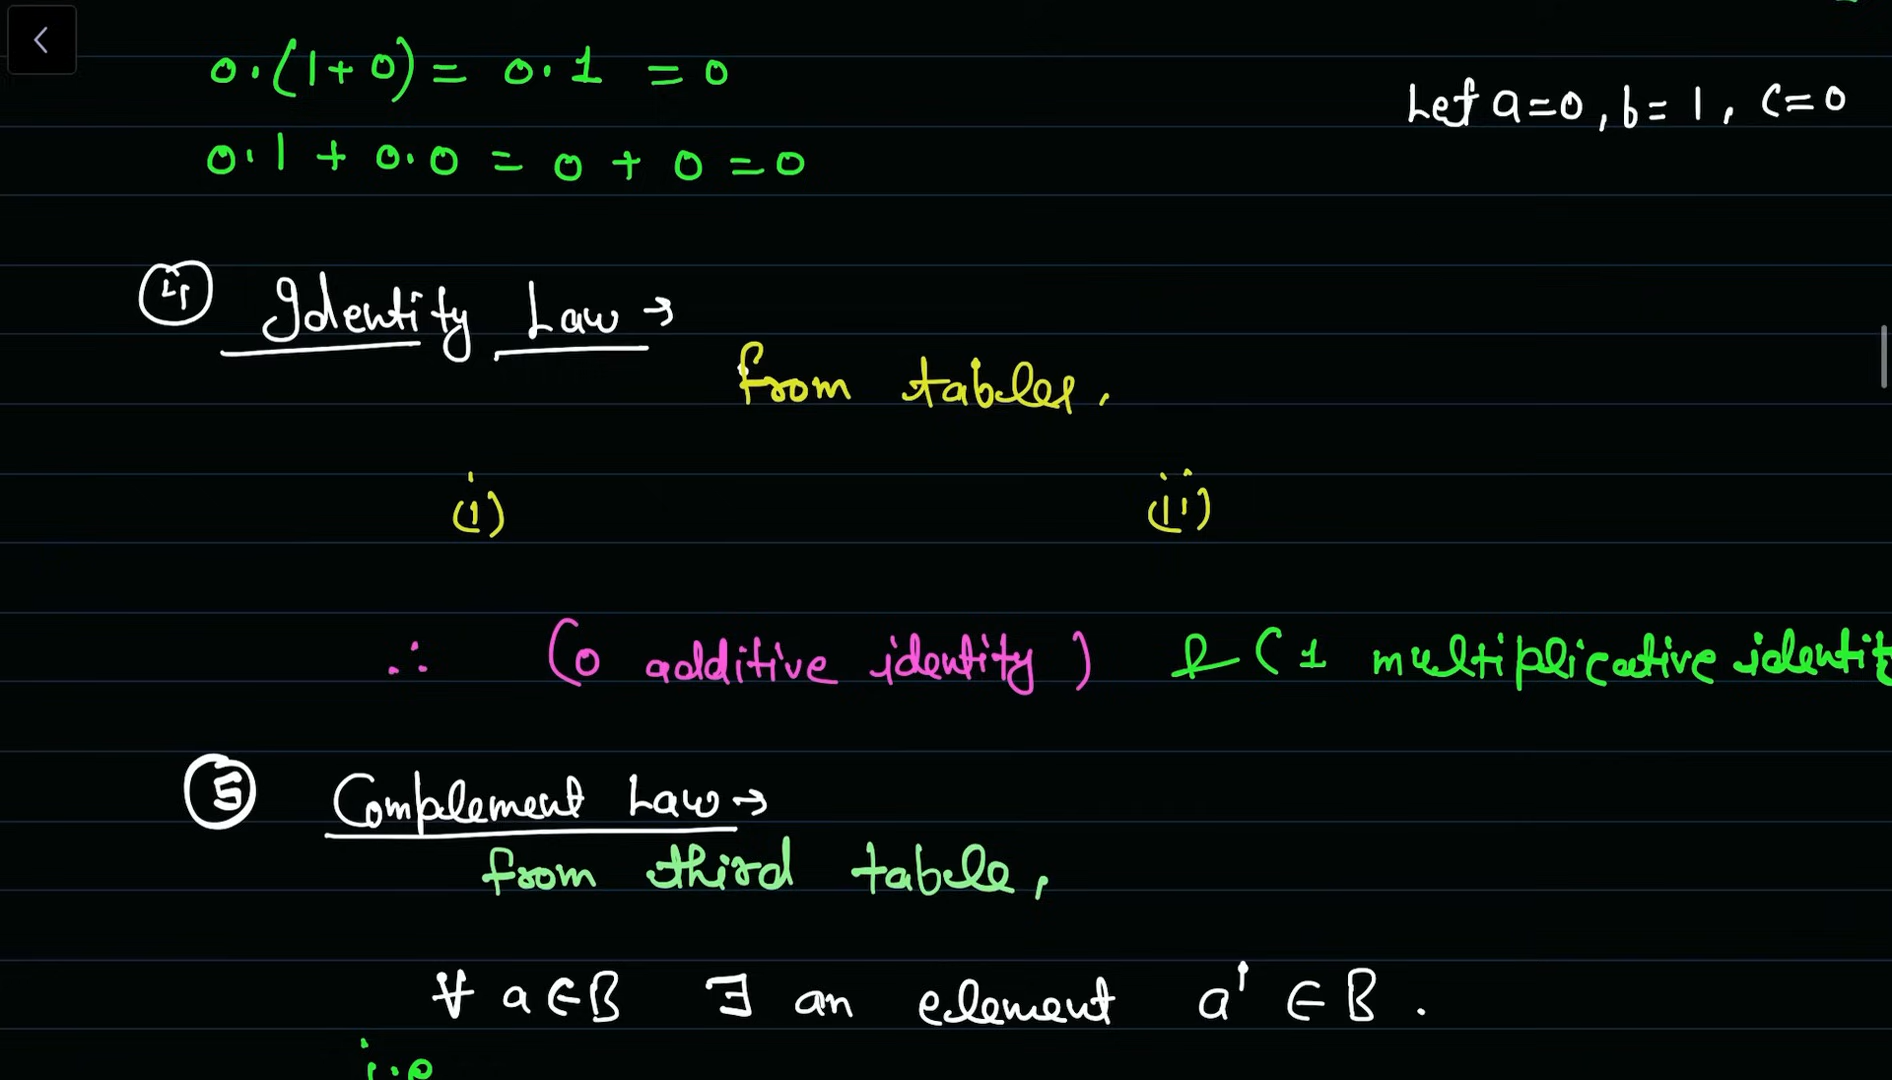 0.(1+0) = 0.1 = 0
Let a=0, b=1, c=0
0.1 + 0.0 = 0 + 0 = 0
④ Identity Law →
from tables,
(i) (ii)
∴ (0 additive identity) & (1 multiplicative identit
⑤ Complement Law →
from third table,
∀ a∈B ∃ an element a' ∈ B.
i.e